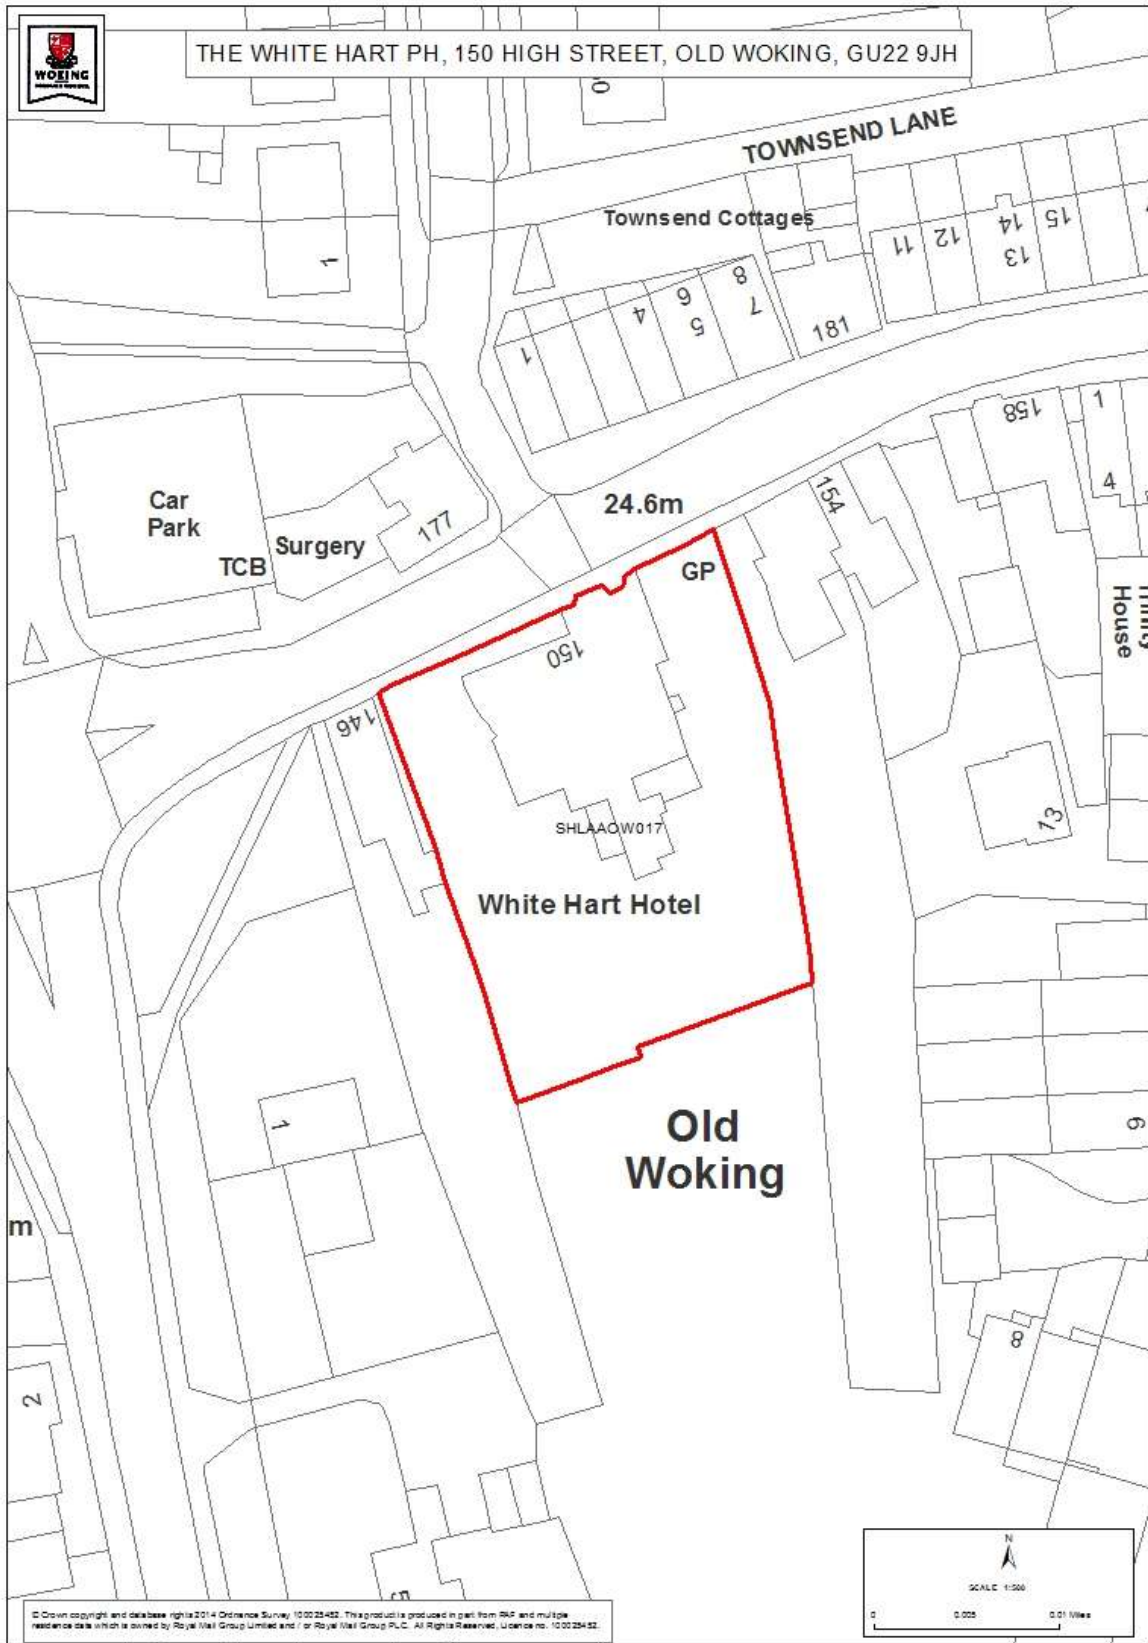 WOKING
THE WHITE HART PH, 150 HIGH STREET, OLD WOKING, GU22 9JH
TOWNSEND LANE
Townsend Cottages
1
1
4
5
6
7
8
181
11
12
13
14
15
Car
Park
TCB
Surgery
177
24.6m
GP
154
158
1
4
House
146
150
SHLAAOW017
White Hart Hotel
13
Old
Woking
1
m
2
8
9
N
SCALE 1:500
0 0.005 0.01 Miles
© Crown copyright and database rights 2014 Ordnance Survey 100025452. This product is produced in part from PAF and multiple
residence data which is owned by Royal Mail Group Limited and / or Royal Mail Group PLC. All Rights Reserved, Licence no. 100025452.